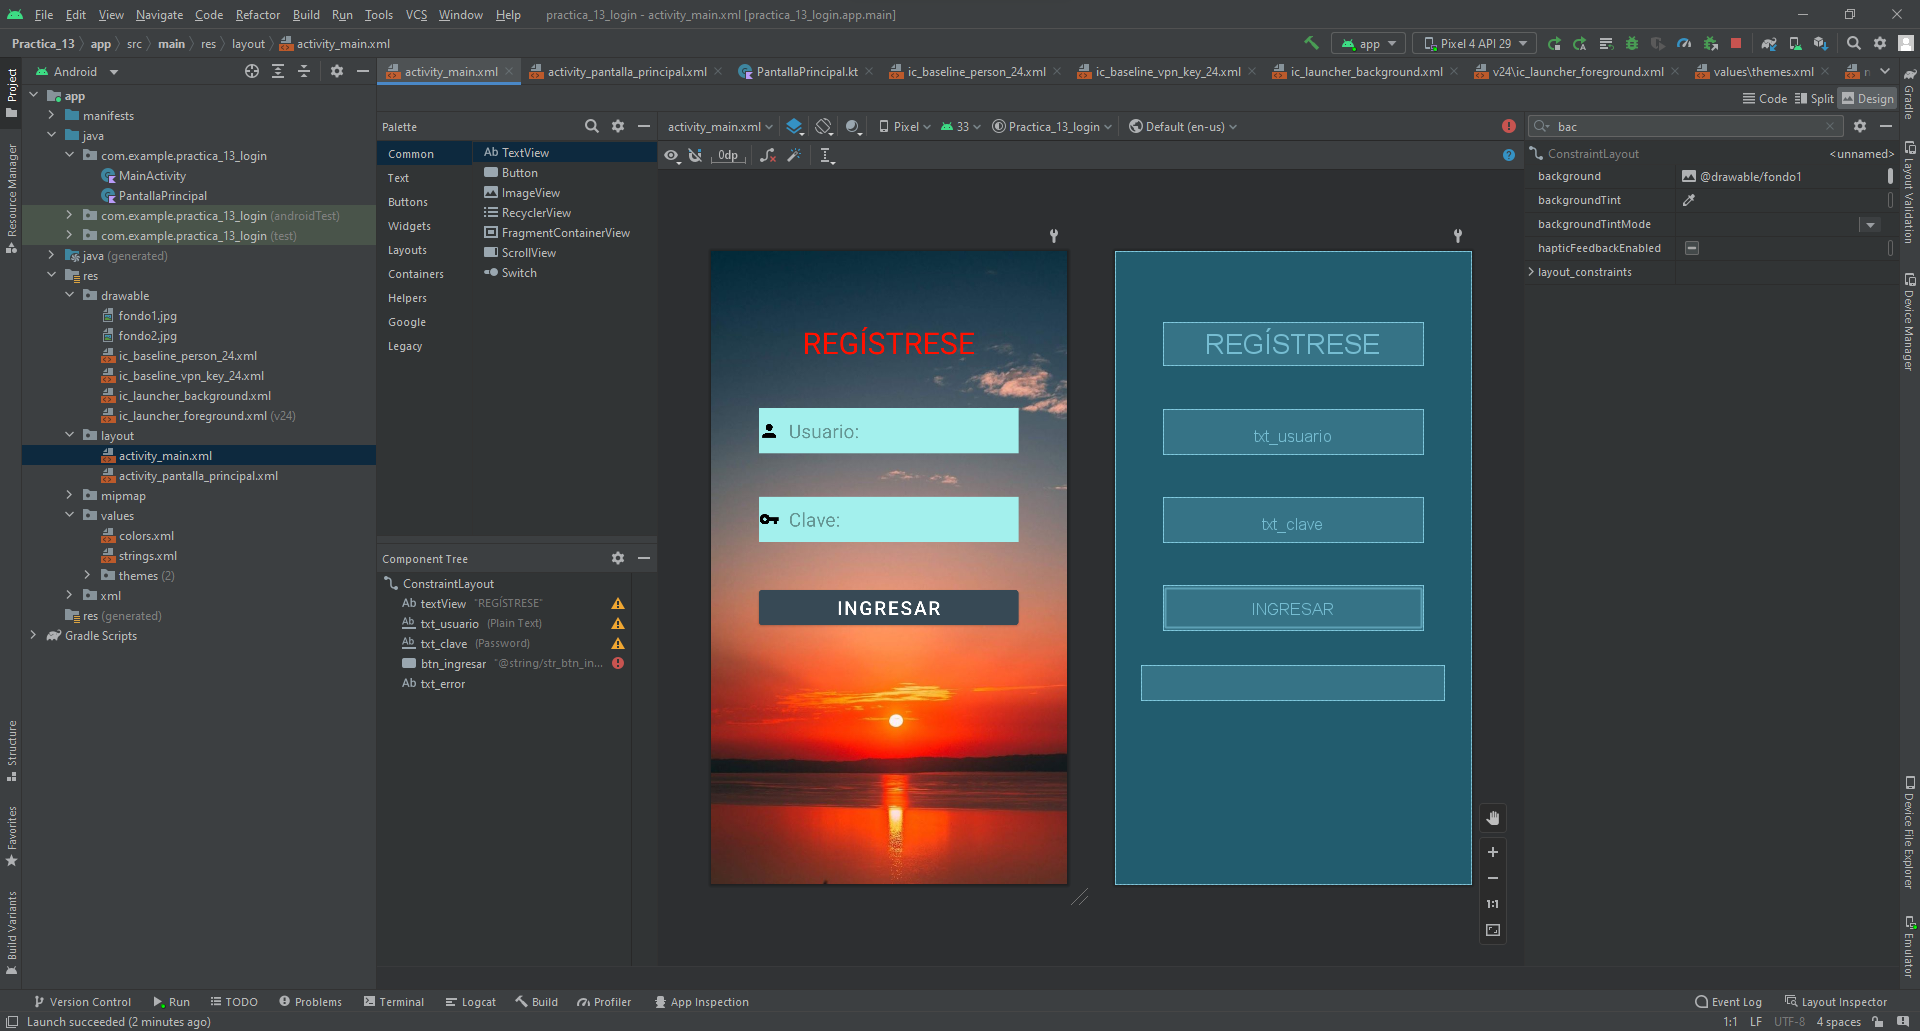 File Edit View Navigate Code Refactor Build Run Tools VCS Window Help practica_13_login - activity_main.xml [practica_13_login.app.main]
Practica_13 app src main res layout activity_main.xml
app Pixel 4 API 29
Project
Resource Manager
Structure
Favorites
Build Variants
Android
app
manifests
java
com.example.practica_13_login
MainActivity
PantallaPrincipal
com.example.practica_13_login (androidTest)
com.example.practica_13_login (test)
java (generated)
res
drawable
fondo1.jpg
fondo2.jpg
ic_baseline_person_24.xml
ic_baseline_vpn_key_24.xml
ic_launcher_background.xml
ic_launcher_foreground.xml (v24)
layout
activity_main.xml
activity_pantalla_principal.xml
mipmap
values
colors.xml
strings.xml
themes (2)
xml
res (generated)
Gradle Scripts
activity_main.xml activity_pantalla_principal.xml PantallaPrincipal.kt ic_baseline_person_24.xml ic_baseline_vpn_key_24.xml ic_launcher_background.xml v24\ic_launcher_foreground.xml values\themes.xml
Code Split Design
Palette
Common
Text
Buttons
Widgets
Layouts
Containers
Helpers
Google
Legacy
Ab TextView
Button
ImageView
RecyclerView
FragmentContainerView
ScrollView
Switch
Component Tree
ConstraintLayout
Ab textView "REGÍSTRESE"
Ab txt_usuario (Plain Text)
Ab txt_clave (Password)
btn_ingresar "@string/str_btn_in...
Ab txt_error
activity_main.xml Pixel 33 Practica_13_login Default (en-us)
0dp
REGÍSTRESE
Usuario:
Clave:
INGRESAR
REGÍSTRESE
txt_usuario
txt_clave
INGRESAR
1:1
bac
ConstraintLayout <unnamed>
background @drawable/fondo1
backgroundTint
backgroundTintMode
hapticFeedbackEnabled
layout_constraints
Gradle
Layout Validation
Device Manager
Device File Explorer
Emulator
Version Control Run TODO Problems Terminal Logcat Build Profiler App Inspection Event Log Layout Inspector
Launch succeeded (2 minutes ago) 1:1 LF UTF-8 4 spaces